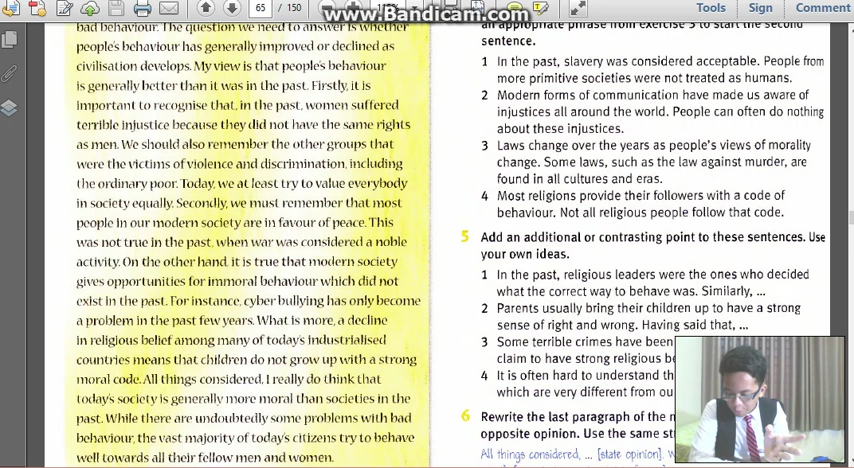 65 / 150
Tools
Sign
Comment
www.Bandicam.com
bad behaviour. The question we need to answer is whether
people's behaviour has generally improved or declined as
civilisation develops. My view is that people's behaviour
is generally better than it was in the past. Firstly, it is
important to recognise that, in the past, women suffered
terrible injustice because they did not have the same rights
as men. We should also remember the other groups that
were the victims of violence and discrimination, including
the ordinary poor. Today, we at least try to value everybody
in society equally. Secondly, we must remember that most
people in our modern society are in favour of peace. This
was not true in the past, when war was considered a noble
activity. On the other hand, it is true that modern society
gives opportunities for immoral behaviour which did not
exist in the past. For instance, cyber bullying has only become
a problem in the past few years. What is more, a decline
in religious belief among many of today's industrialised
countries means that children do not grow up with a strong
moral code. All things considered, I really do think that
today's society is generally more moral than societies in the
past. While there are undoubtedly some problems with bad
behaviour, the vast majority of today's citizens try to behave
well towards all their fellow men and women.
an appropriate phrase from exercise 3 to start the second
sentence.
1 In the past, slavery was considered acceptable. People from
more primitive societies were not treated as humans.
2 Modern forms of communication have made us aware of
injustices all around the world. People can often do nothing
about these injustices.
3 Laws change over the years as people's views of morality
change. Some laws, such as the law against murder, are
found in all cultures and eras.
4 Most religions provide their followers with a code of
behaviour. Not all religious people follow that code.
5 Add an additional or contrasting point to these sentences. Use
your own ideas.
1 In the past, religious leaders were the ones who decided
what the correct way to behave was. Similarly, ...
2 Parents usually bring their children up to have a strong
sense of right and wrong. Having said that, ...
3 Some terrible crimes have been
claim to have strong religious be
4 It is often hard to understand th
which are very different from ou
6 Rewrite the last paragraph of the
opposite opinion. Use the same st
All things considered, ... [state opinion].